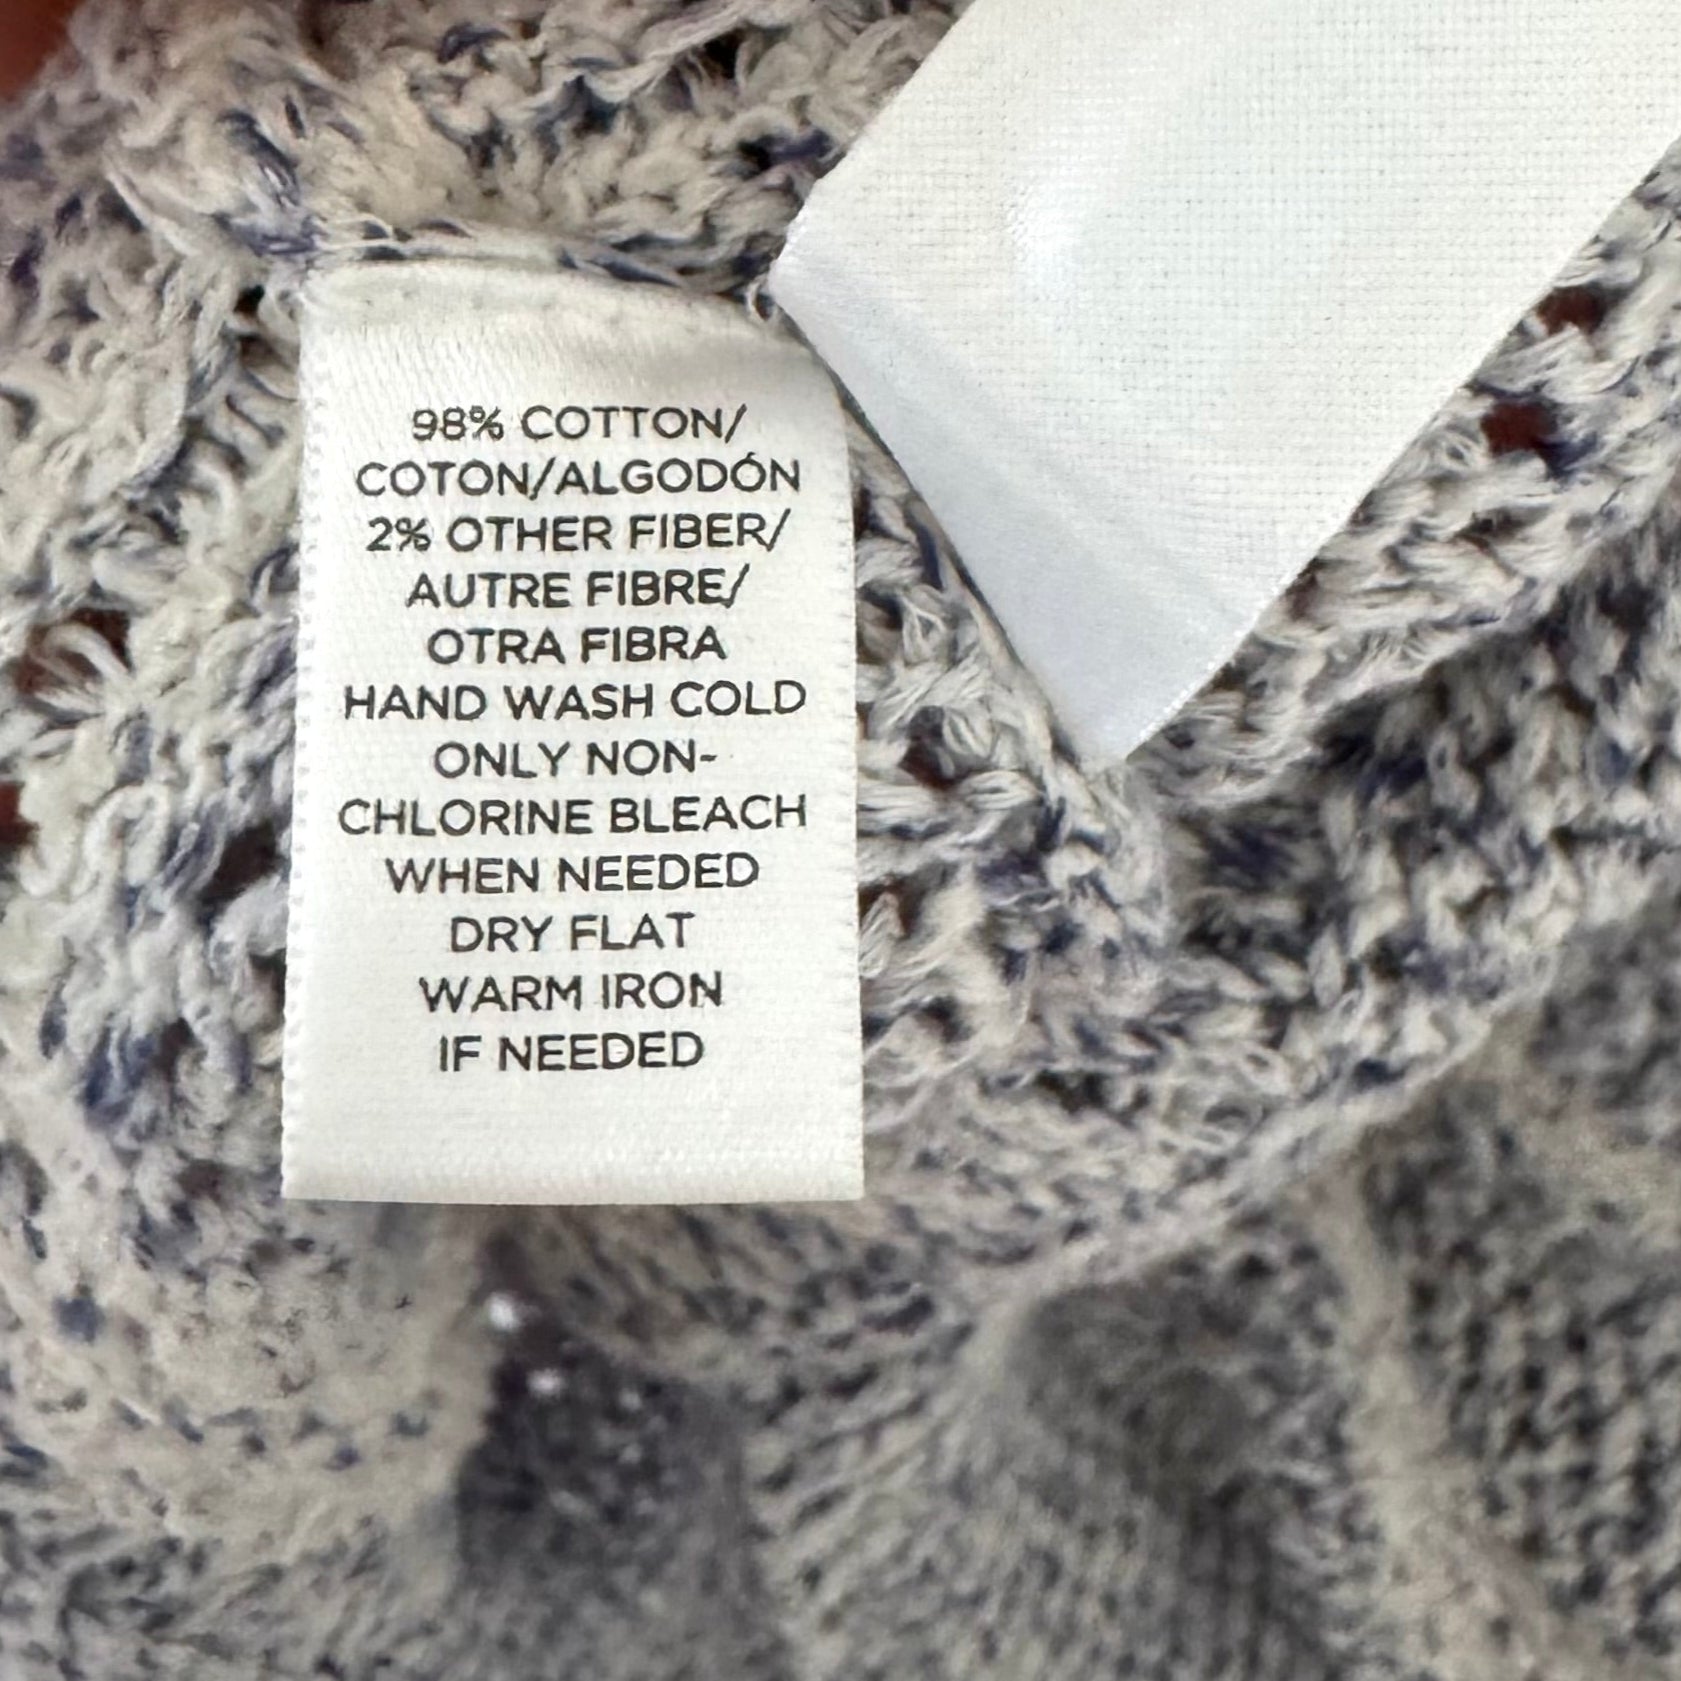 98% COTTON/
COTON/ALGODÓN
2% OTHER FIBER/
AUTRE FIBRE/
OTRA FIBRA
HAND WASH COLD
ONLY NON-
CHLORINE BLEACH
WHEN NEEDED
DRY FLAT
WARM IRON
IF NEEDED